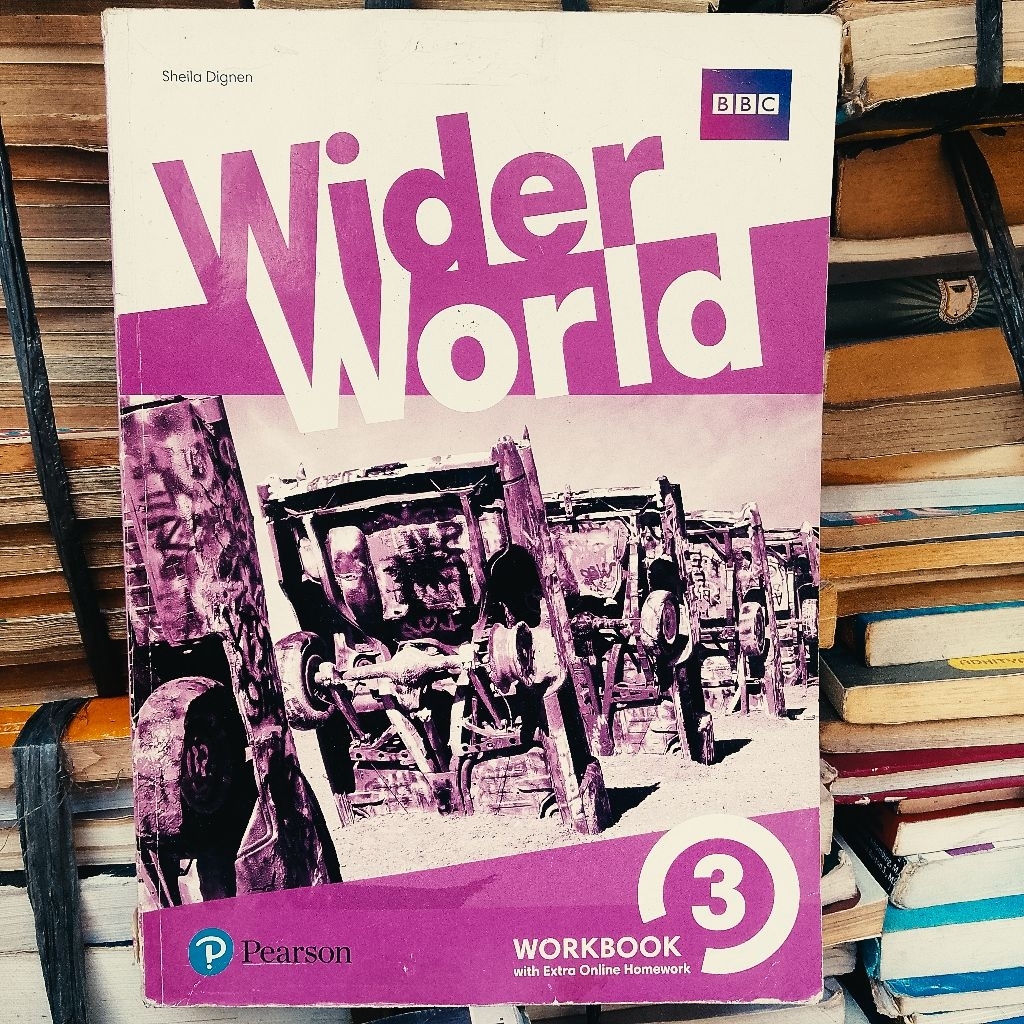 Sheila Dignen
BBC
Wider
World
3
WORKBOOK
with Extra Online Homework
Pearson